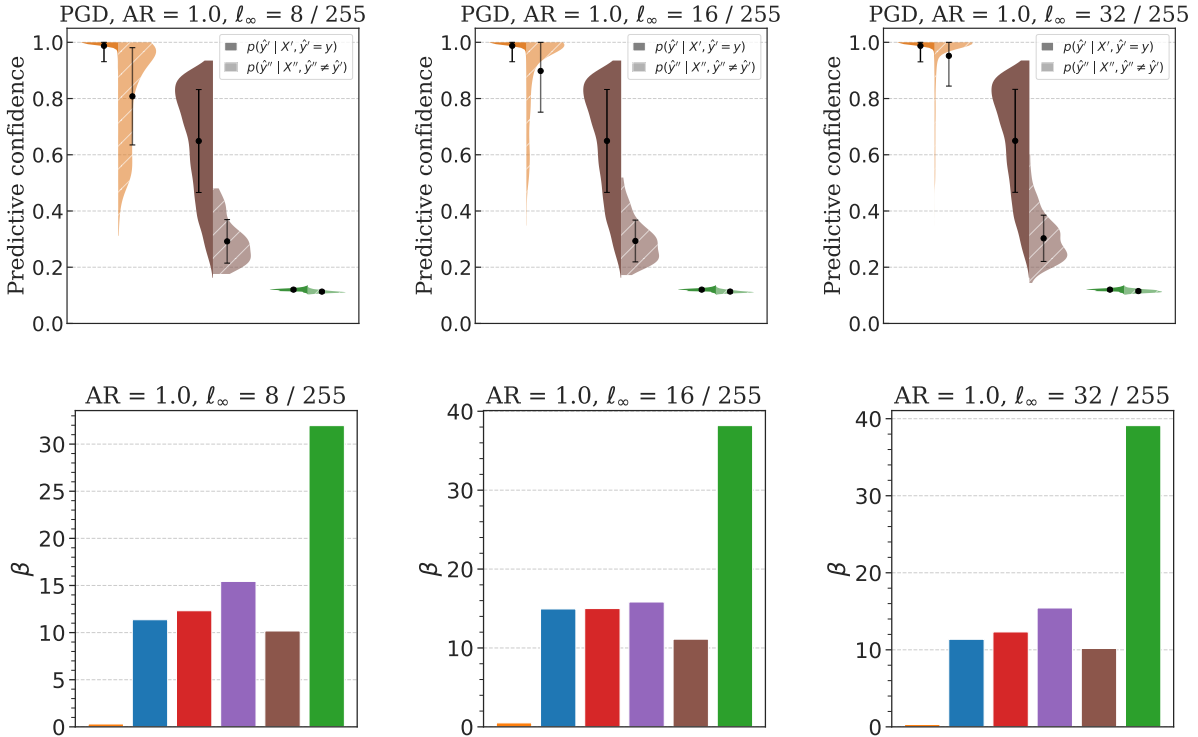 PGD, AR = 1.0, ℓ∞ = 8 / 255
Predictive confidence
1.0
0.8
0.6
0.4
0.2
0.0
p(ŷ′ | X′, ŷ′ = y)
p(ŷ″ | X″, ŷ″ ≠ ŷ′)
PGD, AR = 1.0, ℓ∞ = 16 / 255
Predictive confidence
1.0
0.8
0.6
0.4
0.2
0.0
p(ŷ′ | X′, ŷ′ = y)
p(ŷ″ | X″, ŷ″ ≠ ŷ′)
PGD, AR = 1.0, ℓ∞ = 32 / 255
Predictive confidence
1.0
0.8
0.6
0.4
0.2
0.0
p(ŷ′ | X′, ŷ′ = y)
p(ŷ″ | X″, ŷ″ ≠ ŷ′)
AR = 1.0, ℓ∞ = 8 / 255
β
30
25
20
15
10
5
0
AR = 1.0, ℓ∞ = 16 / 255
β
40
30
20
10
0
AR = 1.0, ℓ∞ = 32 / 255
β
40
30
20
10
0